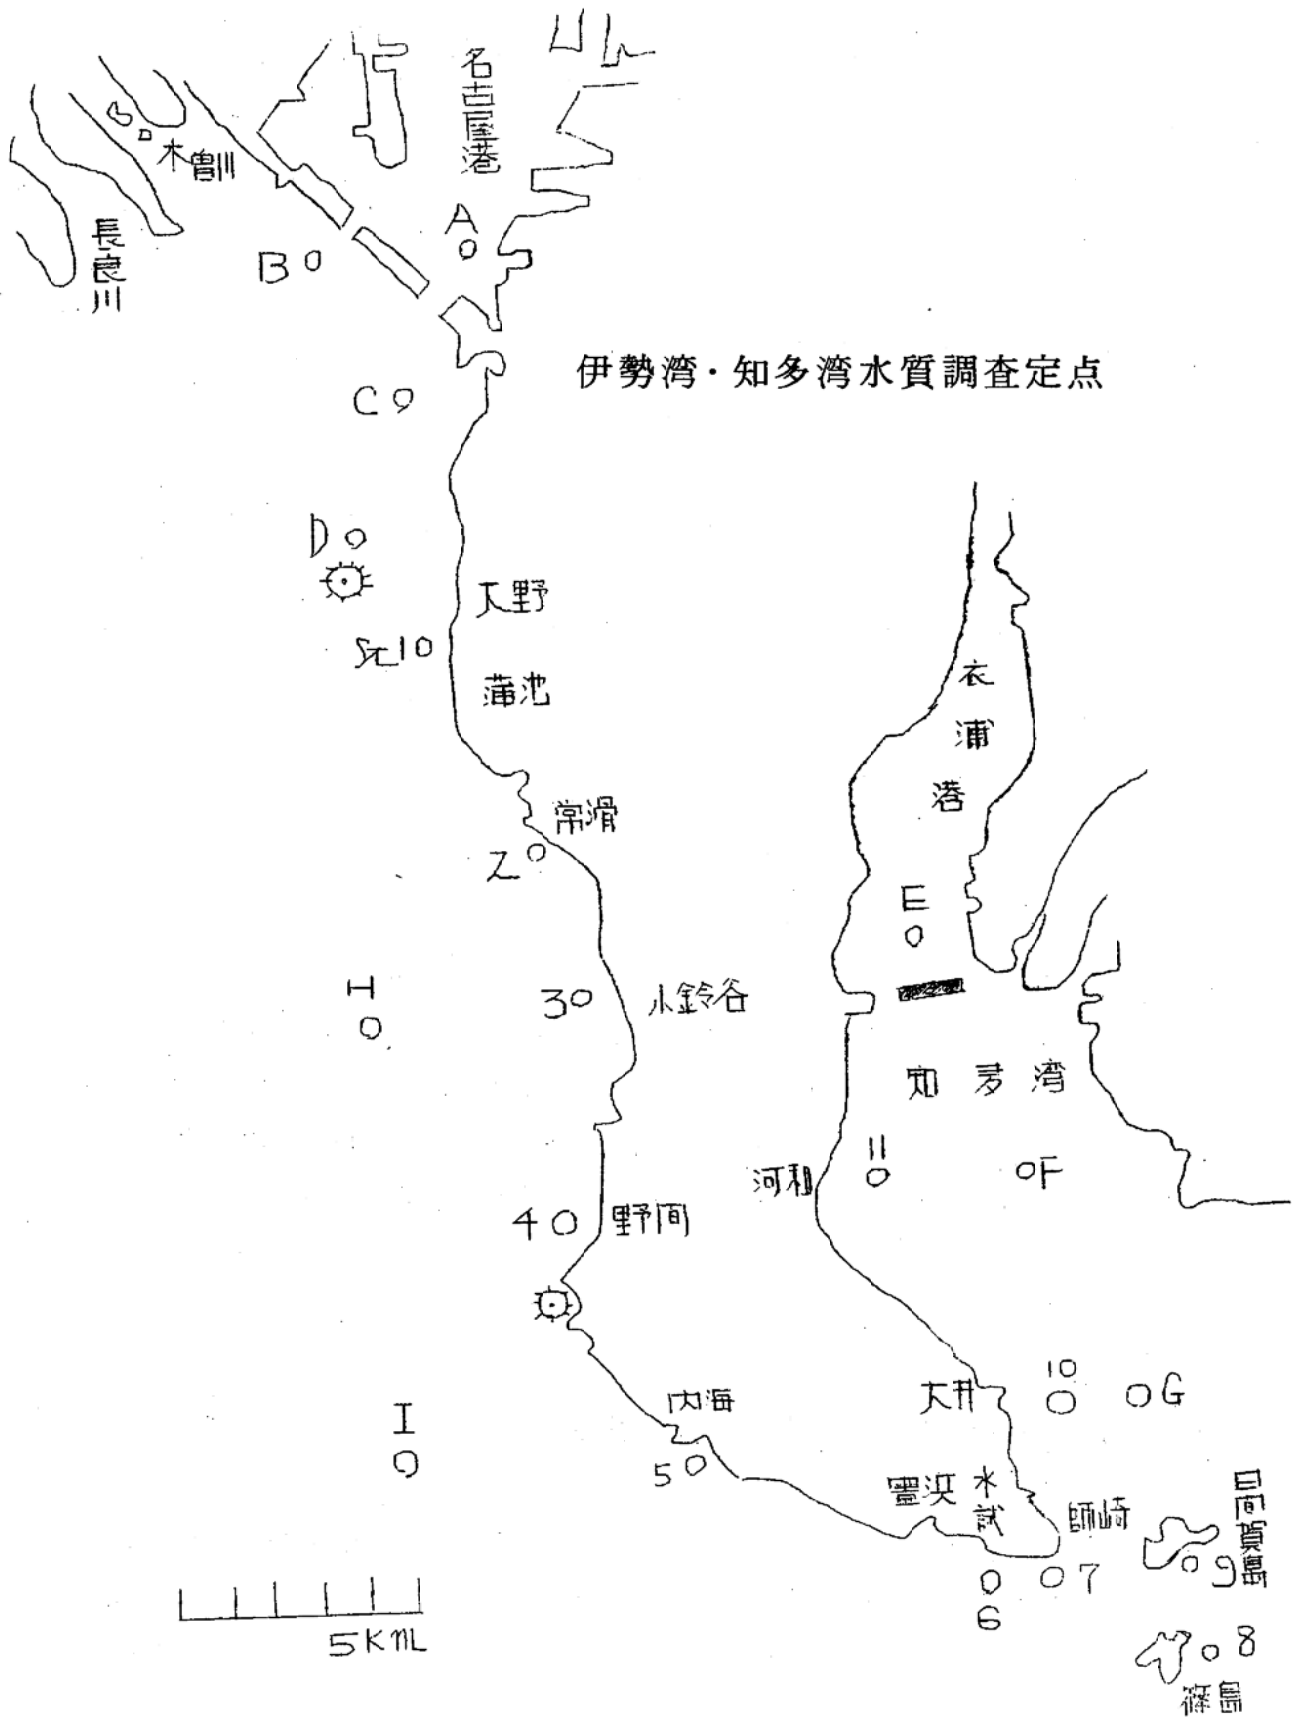 名古屋港
木曽川
長良川
A
B
C
伊勢湾・知多湾水質調査定点
D
大野
St 1
蒲池
衣浦港
常滑
2
E
H
3
小鈴谷
知多湾
11
河和
F
4
野間
10
大井
G
内海
I
5
豊浜
水試
師崎
日間賀島
7
9
6
5Km
8
篠島